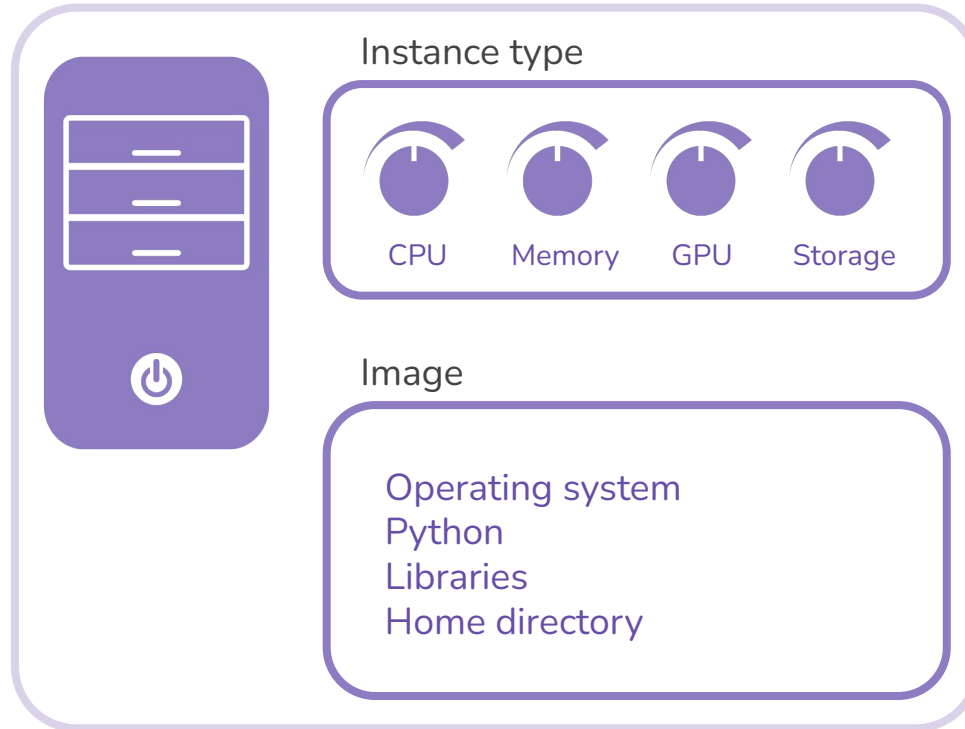 Instance type
CPU Memory GPU Storage
Image
Operating system
Python
Libraries
Home directory